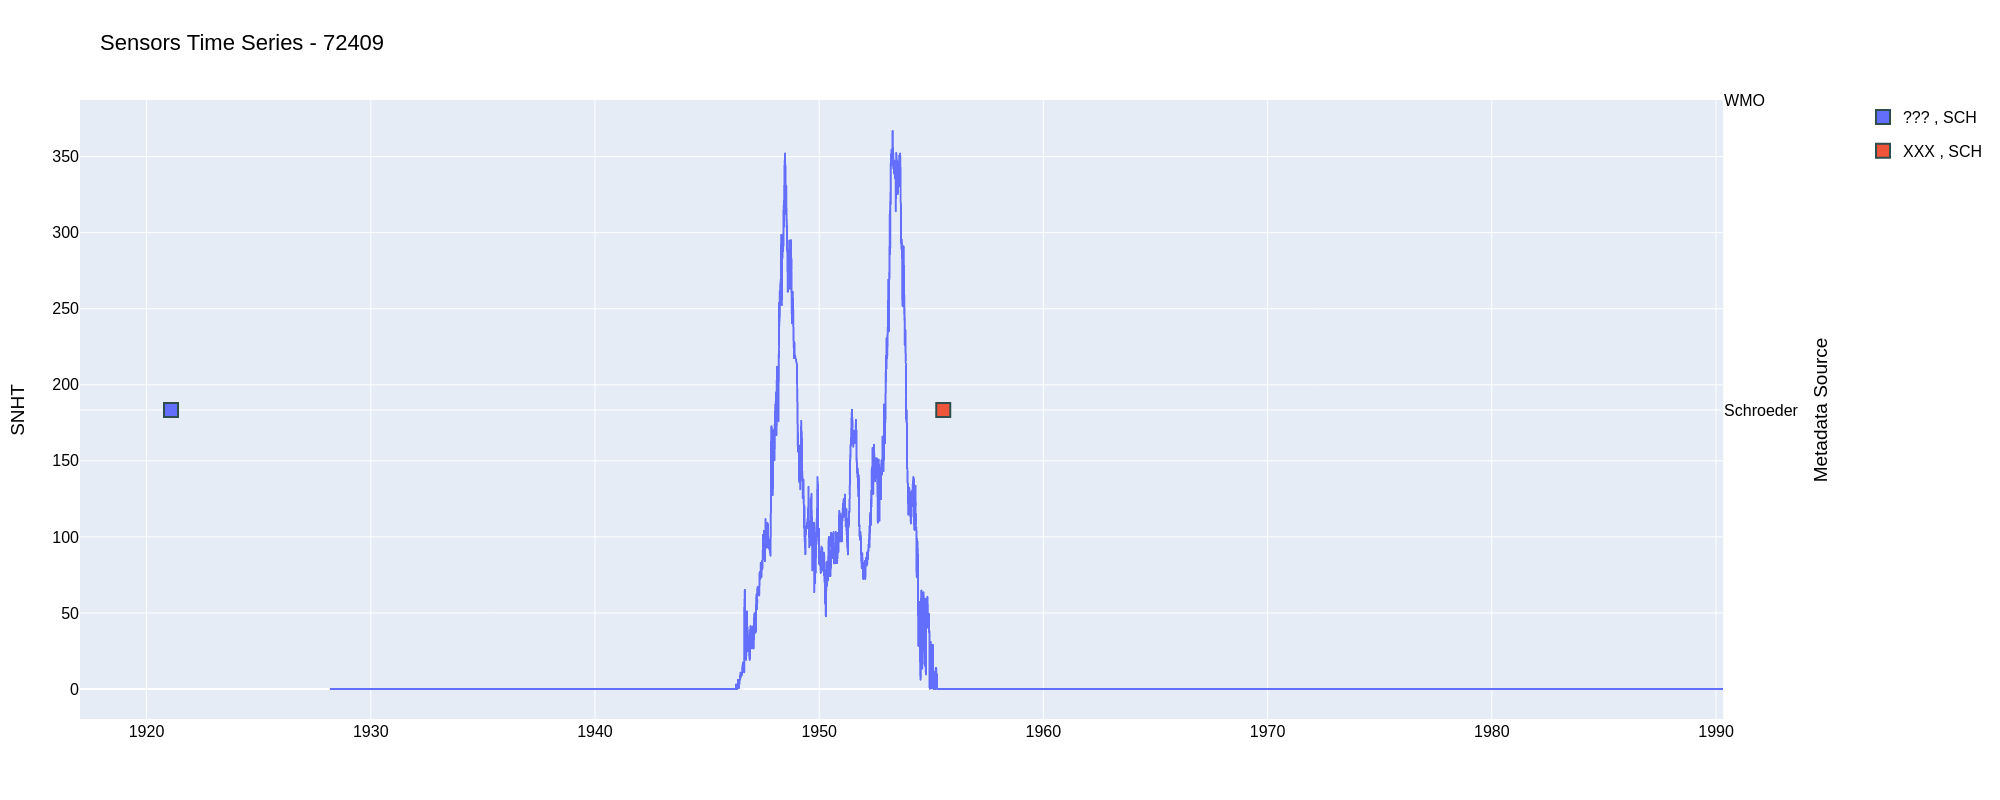 Sensors Time Series - 72409
WMO
??? , SCH
XXX , SCH
350
300
250
200
150
100
50
0
SNHT
Schroeder
Metadata Source
1920 1930 1940 1950 1960 1970 1980 1990